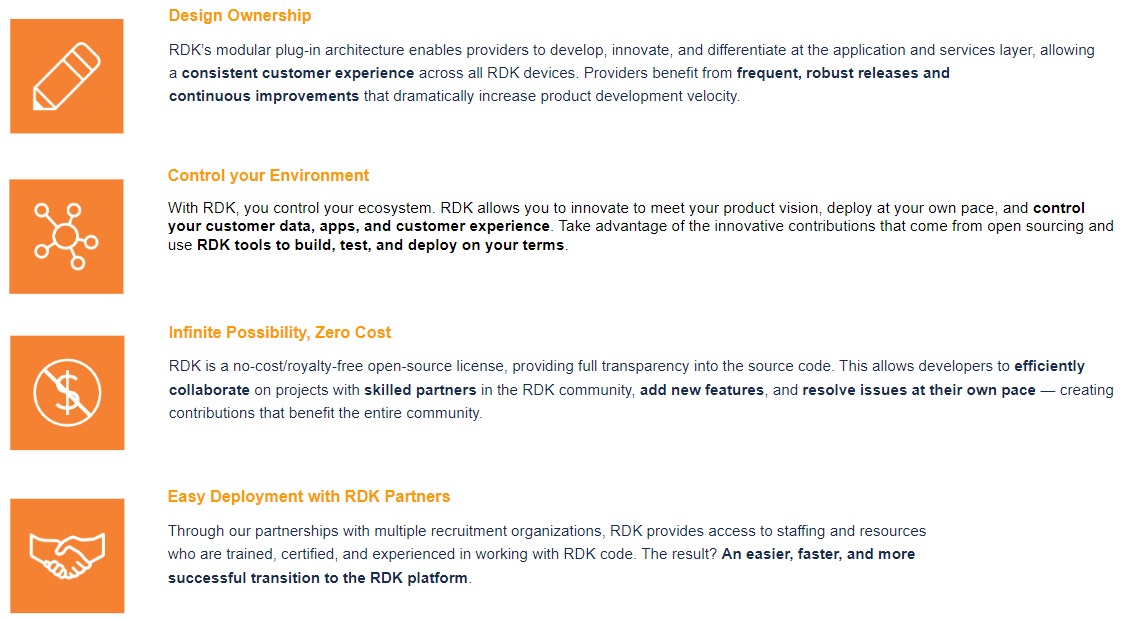 Design Ownership
RDK’s modular plug-in architecture enables providers to develop, innovate, and differentiate at the application and services layer, allowing
a consistent customer experience across all RDK devices. Providers benefit from frequent, robust releases and
continuous improvements that dramatically increase product development velocity.
Control your Environment
With RDK, you control your ecosystem. RDK allows you to innovate to meet your product vision, deploy at your own pace, and control
your customer data, apps, and customer experience. Take advantage of the innovative contributions that come from open sourcing and
use RDK tools to build, test, and deploy on your terms.
Infinite Possibility, Zero Cost
RDK is a no-cost/royalty-free open-source license, providing full transparency into the source code. This allows developers to efficiently
collaborate on projects with skilled partners in the RDK community, add new features, and resolve issues at their own pace — creating
contributions that benefit the entire community.
$
Easy Deployment with RDK Partners
Through our partnerships with multiple recruitment organizations, RDK provides access to staffing and resources
who are trained, certified, and experienced in working with RDK code. The result? An easier, faster, and more
successful transition to the RDK platform.